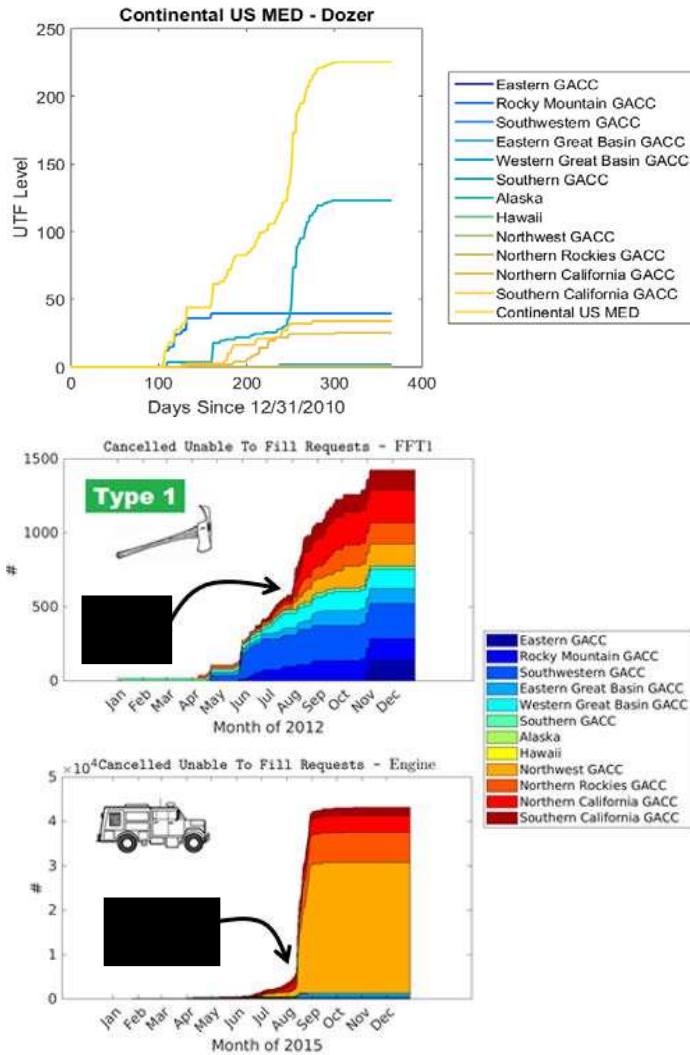 Continental US MED - Dozer
250
200
150
100
50
0
UTF Level
0 100 200 300 400
Days Since 12/31/2010
Eastern GACC
Rocky Mountain GACC
Southwestern GACC
Eastern Great Basin GACC
Western Great Basin GACC
Southern GACC
Alaska
Hawaii
Northwest GACC
Northern Rockies GACC
Northern California GACC
Southern California GACC
Continental US MED
Cancelled Unable To Fill Requests - FFT1
1500
1000
500
0
#
Type 1
Jan Feb Mar Apr May Jun Jul Aug Sep Oct Nov Dec
Month of 2012
Eastern GACC
Rocky Mountain GACC
Southwestern GACC
Eastern Great Basin GACC
Western Great Basin GACC
Southern GACC
Alaska
Hawaii
Northwest GACC
Northern Rockies GACC
Northern California GACC
Southern California GACC
×10⁴ Cancelled Unable To Fill Requests - Engine
5
4
3
2
1
0
#
Jan Feb Mar Apr May Jun Jul Aug Sep Oct Nov Dec
Month of 2015